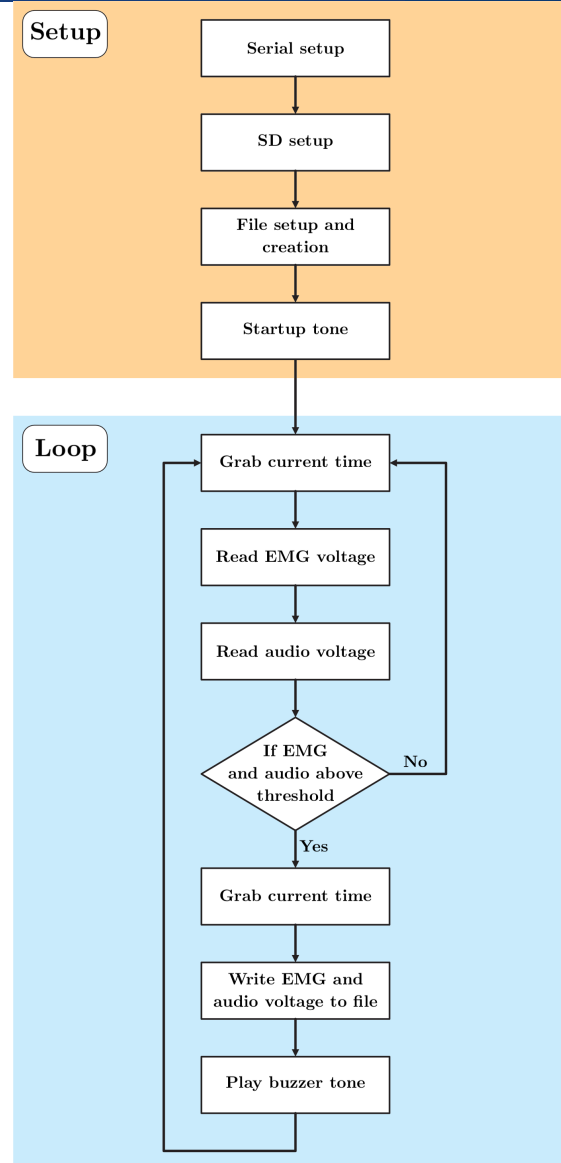 Setup
Serial setup
SD setup
File setup and
creation
Startup tone
Loop
Grab current time
Read EMG voltage
Read audio voltage
If EMG
and audio above
threshold
No
Yes
Grab current time
Write EMG and
audio voltage to file
Play buzzer tone